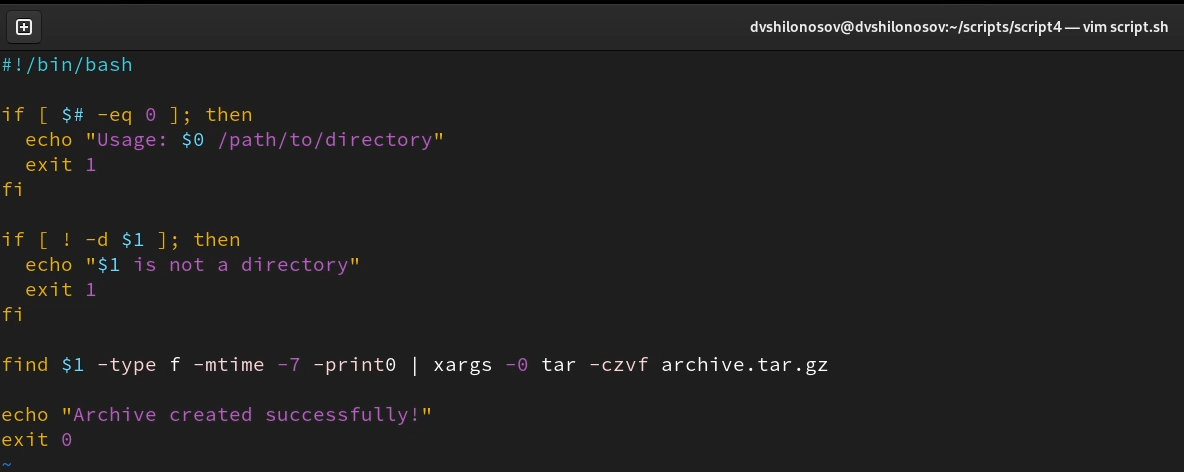 dvshilonosov@dvshilonosov:~/scripts/script4 — vim script.sh
#!/bin/bash

if [ $# -eq 0 ]; then
  echo "Usage: $0 /path/to/directory"
  exit 1
fi

if [ ! -d $1 ]; then
  echo "$1 is not a directory"
  exit 1
fi

find $1 -type f -mtime -7 -print0 | xargs -0 tar -czvf archive.tar.gz

echo "Archive created successfully!"
exit 0
~